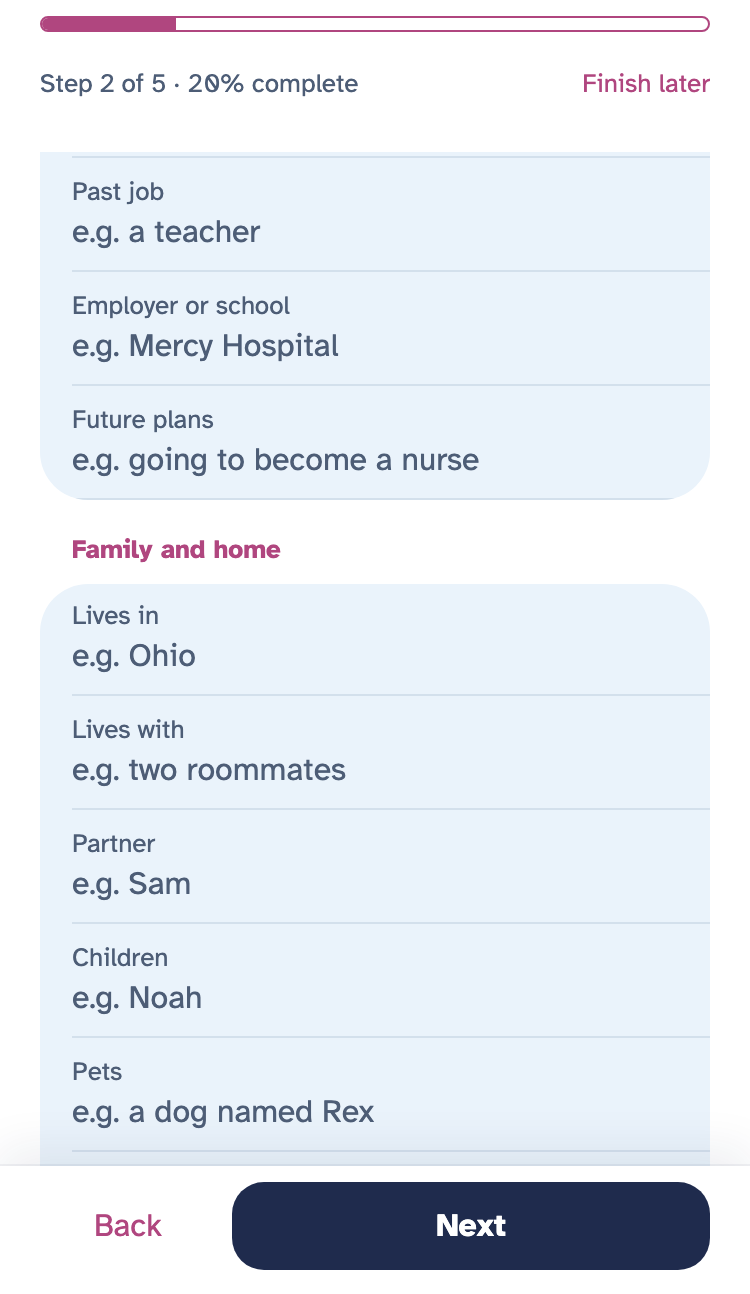 Step 2 of 5 · 20% complete
Finish later
Past job
e.g. a teacher
Employer or school
e.g. Mercy Hospital
Future plans
e.g. going to become a nurse
Family and home
Lives in
e.g. Ohio
Lives with
e.g. two roommates
Partner
e.g. Sam
Children
e.g. Noah
Pets
e.g. a dog named Rex
Back
Next